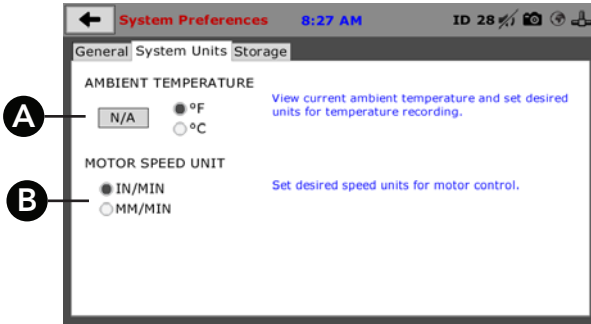 System Preferences 8:27 AM ID 28
General System Units Storage
AMBIENT TEMPERATURE
A
N/A
°F
°C
View current ambient temperature and set desired
units for temperature recording.
MOTOR SPEED UNIT
B
IN/MIN
MM/MIN
Set desired speed units for motor control.